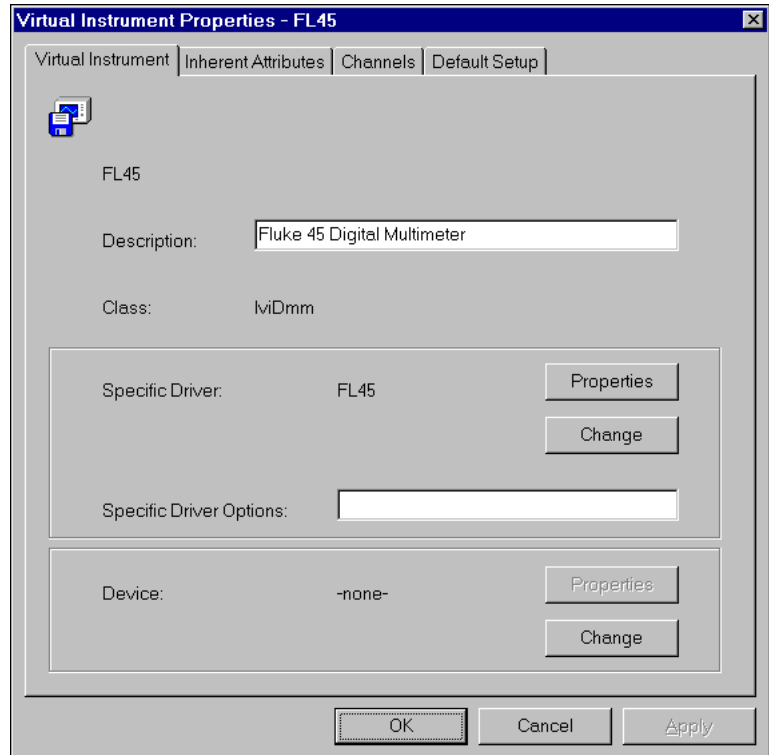 Virtual Instrument Properties - FL45
Virtual Instrument Inherent Attributes Channels Default Setup
FL45
Description: Fluke 45 Digital Multimeter
Class: IviDmm
Specific Driver: FL45 Properties
Change
Specific Driver Options:
Device: -none- Properties
Change
OK Cancel Apply